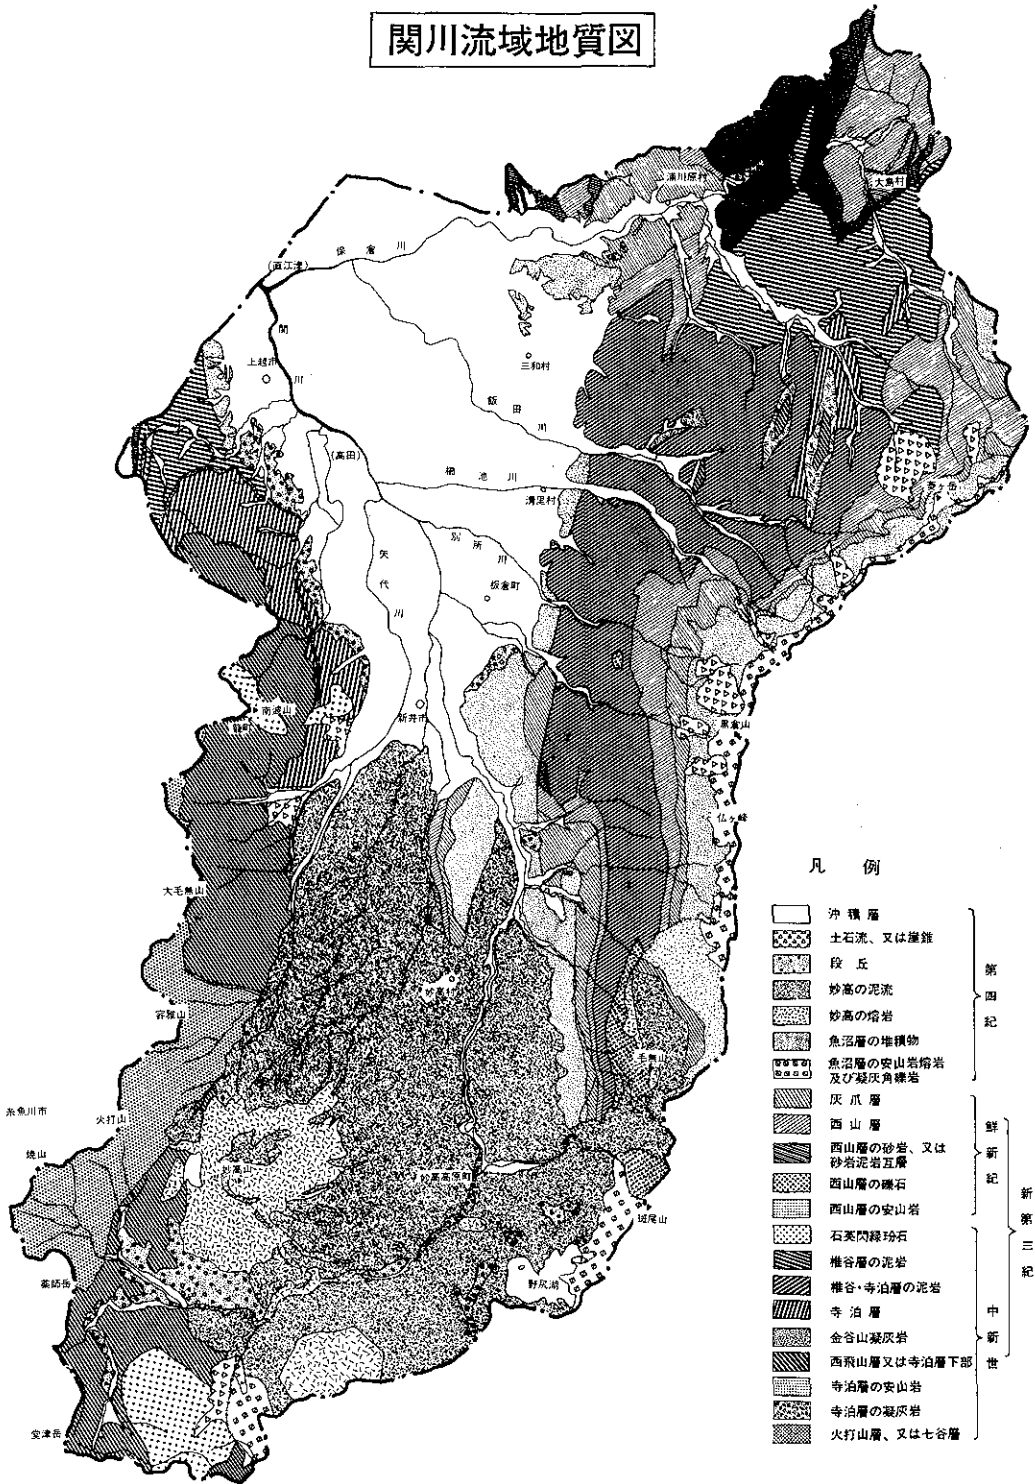 関川流域地質図
浦川原村
大島村
保倉川
(直江津)
関川
上越市
三和村
飯田川
(高田)
櫛池川
清里村
菱ヶ岳
別所川
矢代川
板倉町
南波山
新井市
黒倉山
仏ヶ峰
大毛無山
妙高村
容雅山
毛無山
糸魚川市
火打山
焼山
妙高山
妙高高原町
斑尾山
薬師岳
野尻湖
堂津岳
凡例
沖積層
土石流、又は崖錐
段丘
妙高の泥流
妙高の熔岩
魚沼層の堆積物
魚沼層の安山岩熔岩
及び凝灰角礫岩
第四紀
灰爪層
西山層
西山層の砂岩、又は
砂岩泥岩互層
西山層の礫石
西山層の安山岩
鮮新紀
石英閃緑玢石
椎谷層の泥岩
椎谷・寺泊層の泥岩
寺泊層
金谷山凝灰岩
西飛山層又は寺泊層下部
寺泊層の安山岩
寺泊層の凝灰岩
火打山層、又は七谷層
中新世
新第三紀